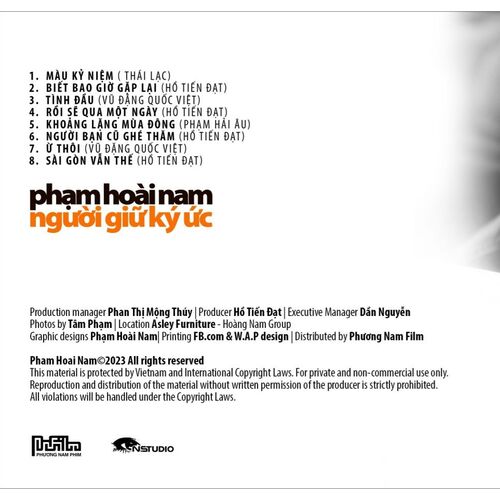 1. MÀU KỶ NIỆM ( THÁI LẠC)
2. BIẾT BAO GIỜ GẶP LẠI (HỒ TIẾN ĐẠT)
3. TÌNH ĐẦU (VŨ ĐẶNG QUỐC VIỆT)
4. RỒI SẼ QUA MỘT NGÀY (HỒ TIẾN ĐẠT)
5. KHOẢNG LẶNG MÙA ĐÔNG (PHẠM HẢI ÂU)
6. NGƯỜI BẠN CŨ GHÉ THĂM (HỒ TIẾN ĐẠT)
7. Ừ THÔI (VŨ ĐẶNG QUỐC VIỆT)
8. SÀI GÒN VẪN THẾ (HỒ TIẾN ĐẠT)
phạm hoài nam
người giữ ký ức
Production manager Phan Thị Mộng Thúy | Producer Hồ Tiến Đạt | Executive Manager Dần Nguyễn
Photos by Tâm Phạm | Location Asley Furniture - Hoàng Nam Group
Graphic designs Phạm Hoài Nam| Printing FB.com & W.A.P design | Distributed by Phương Nam Film
Pham Hoai Nam©2023 All rights reserved
This material is protected by Vietnam and International Copyright Laws. For private and non-commercial use only.
Reproduction and distribution of the material without written permission of the producer is strictly prohibited.
All violations will be handled under the Copyright Laws.
PHƯƠNG NAM PHIM
NSTUDIO